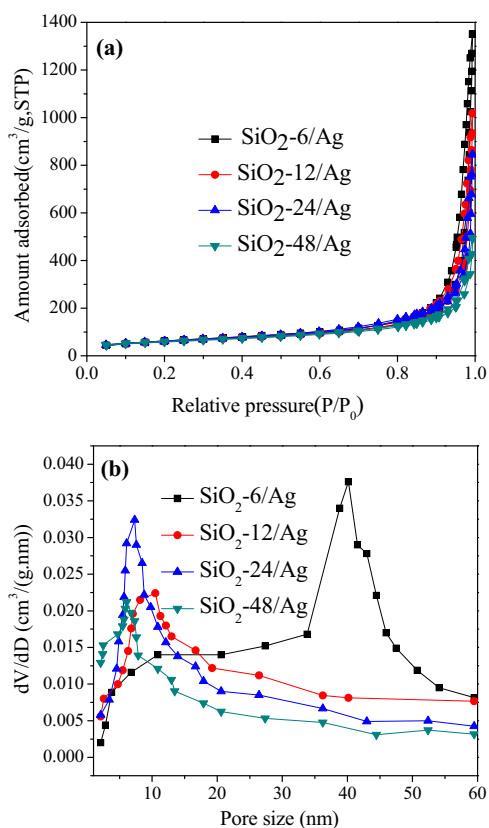 (a)
1400
1200
1000
800
600
400
200
0
Amount adsorbed(cm³/g,STP)
SiO₂-6/Ag
SiO₂-12/Ag
SiO₂-24/Ag
SiO₂-48/Ag
0.0 0.2 0.4 0.6 0.8 1.0
Relative pressure(P/P₀)
(b)
0.040
0.035
0.030
0.025
0.020
0.015
0.010
0.005
0.000
dV/dD (cm³/(g.nm))
SiO₂-6/Ag
SiO₂-12/Ag
SiO₂-24/Ag
SiO₂-48/Ag
10 20 30 40 50 60
Pore size (nm)